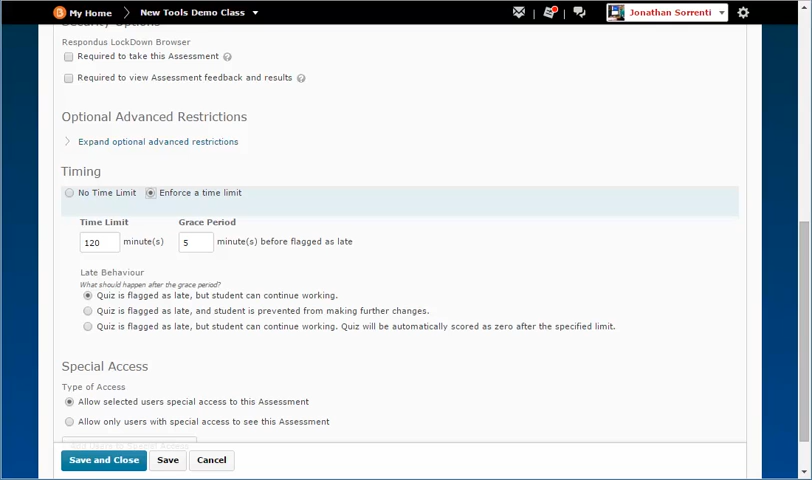 My Home
New Tools Demo Class
Jonathan Sorrenti
Security Options
Respondus LockDown Browser
Required to take this Assessment
Required to view Assessment feedback and results
Optional Advanced Restrictions
Expand optional advanced restrictions
Timing
No Time Limit
Enforce a time limit
Time Limit
Grace Period
120 minute(s)
5 minute(s) before flagged as late
Late Behaviour
What should happen after the grace period?
Quiz is flagged as late, but student can continue working.
Quiz is flagged as late, and student is prevented from making further changes.
Quiz is flagged as late, but student can continue working. Quiz will be automatically scored as zero after the specified limit.
Special Access
Type of Access
Allow selected users special access to this Assessment
Allow only users with special access to see this Assessment
Add Users to Special Access
Save and Close
Save
Cancel